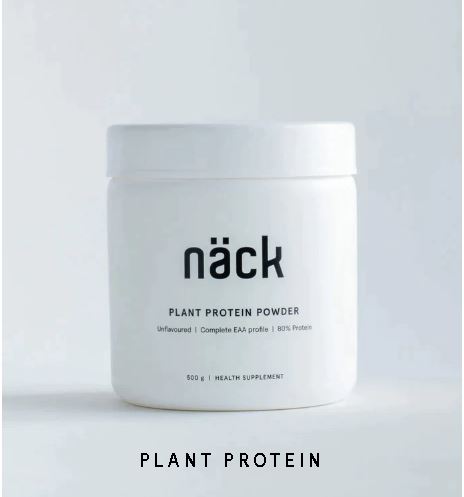 näck
PLANT PROTEIN POWDER
Unflavoured | Complete EAA profile | 80% Protein
500 g | HEALTH SUPPLEMENT
PLANT PROTEIN